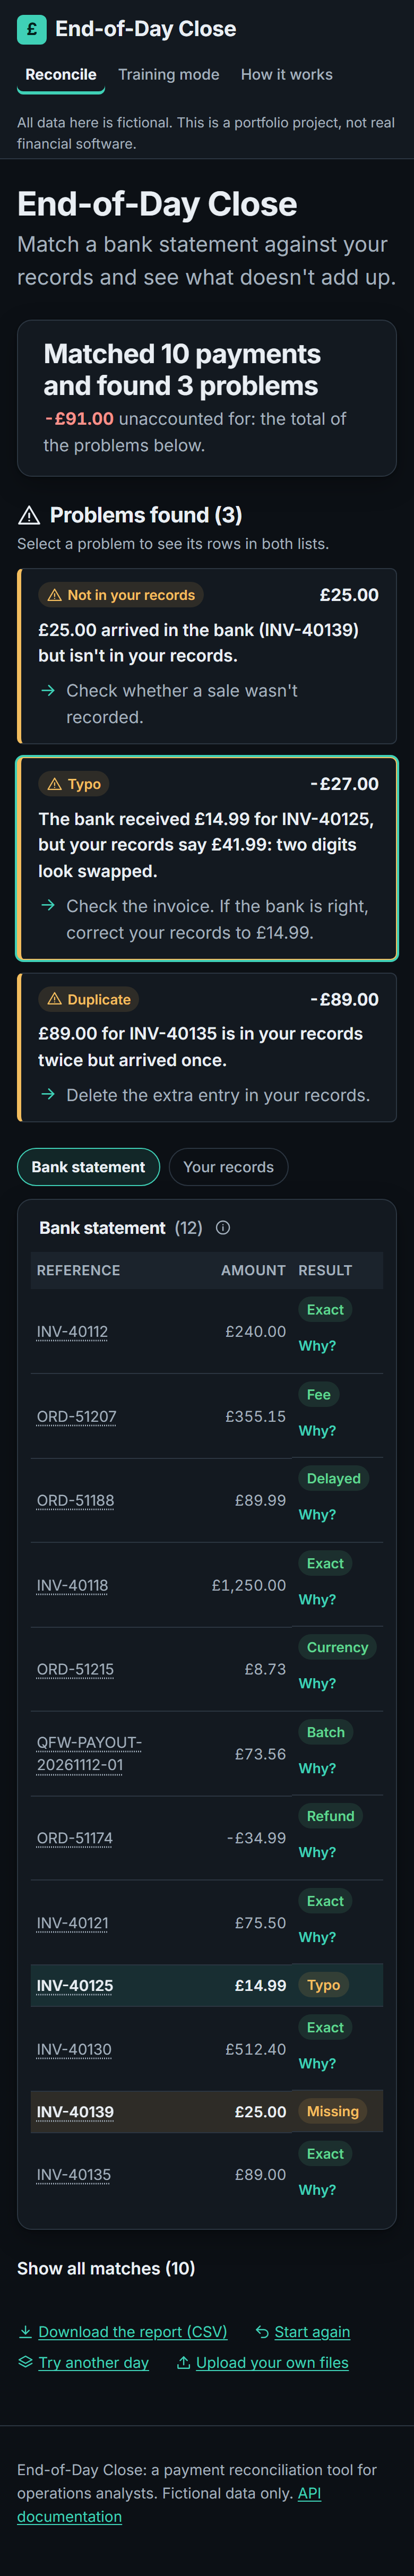 £ End-of-Day Close
Reconcile Training mode How it works
All data here is fictional. This is a portfolio project, not real
financial software.
End-of-Day Close
Match a bank statement against your
records and see what doesn't add up.
Matched 10 payments
and found 3 problems
-£91.00 unaccounted for: the total of
the problems below.
Problems found (3)
Select a problem to see its rows in both lists.
Not in your records £25.00
£25.00 arrived in the bank (INV-40139)
but isn't in your records.
→ Check whether a sale wasn't
recorded.
Typo -£27.00
The bank received £14.99 for INV-40125,
but your records say £41.99: two digits
look swapped.
→ Check the invoice. If the bank is right,
correct your records to £14.99.
Duplicate -£89.00
£89.00 for INV-40135 is in your records
twice but arrived once.
→ Delete the extra entry in your records.
Bank statement Your records
Bank statement (12)
REFERENCE AMOUNT RESULT
INV-40112 £240.00 Exact
Why?
ORD-51207 £355.15 Fee
Why?
ORD-51188 £89.99 Delayed
Why?
INV-40118 £1,250.00 Exact
Why?
ORD-51215 £8.73 Currency
Why?
QFW-PAYOUT-
20261112-01 £73.56 Batch
Why?
ORD-51174 -£34.99 Refund
Why?
INV-40121 £75.50 Exact
Why?
INV-40125 £14.99 Typo
INV-40130 £512.40 Exact
Why?
INV-40139 £25.00 Missing
INV-40135 £89.00 Exact
Why?
Show all matches (10)
Download the report (CSV) Start again
Try another day Upload your own files
End-of-Day Close: a payment reconciliation tool for
operations analysts. Fictional data only. API
documentation